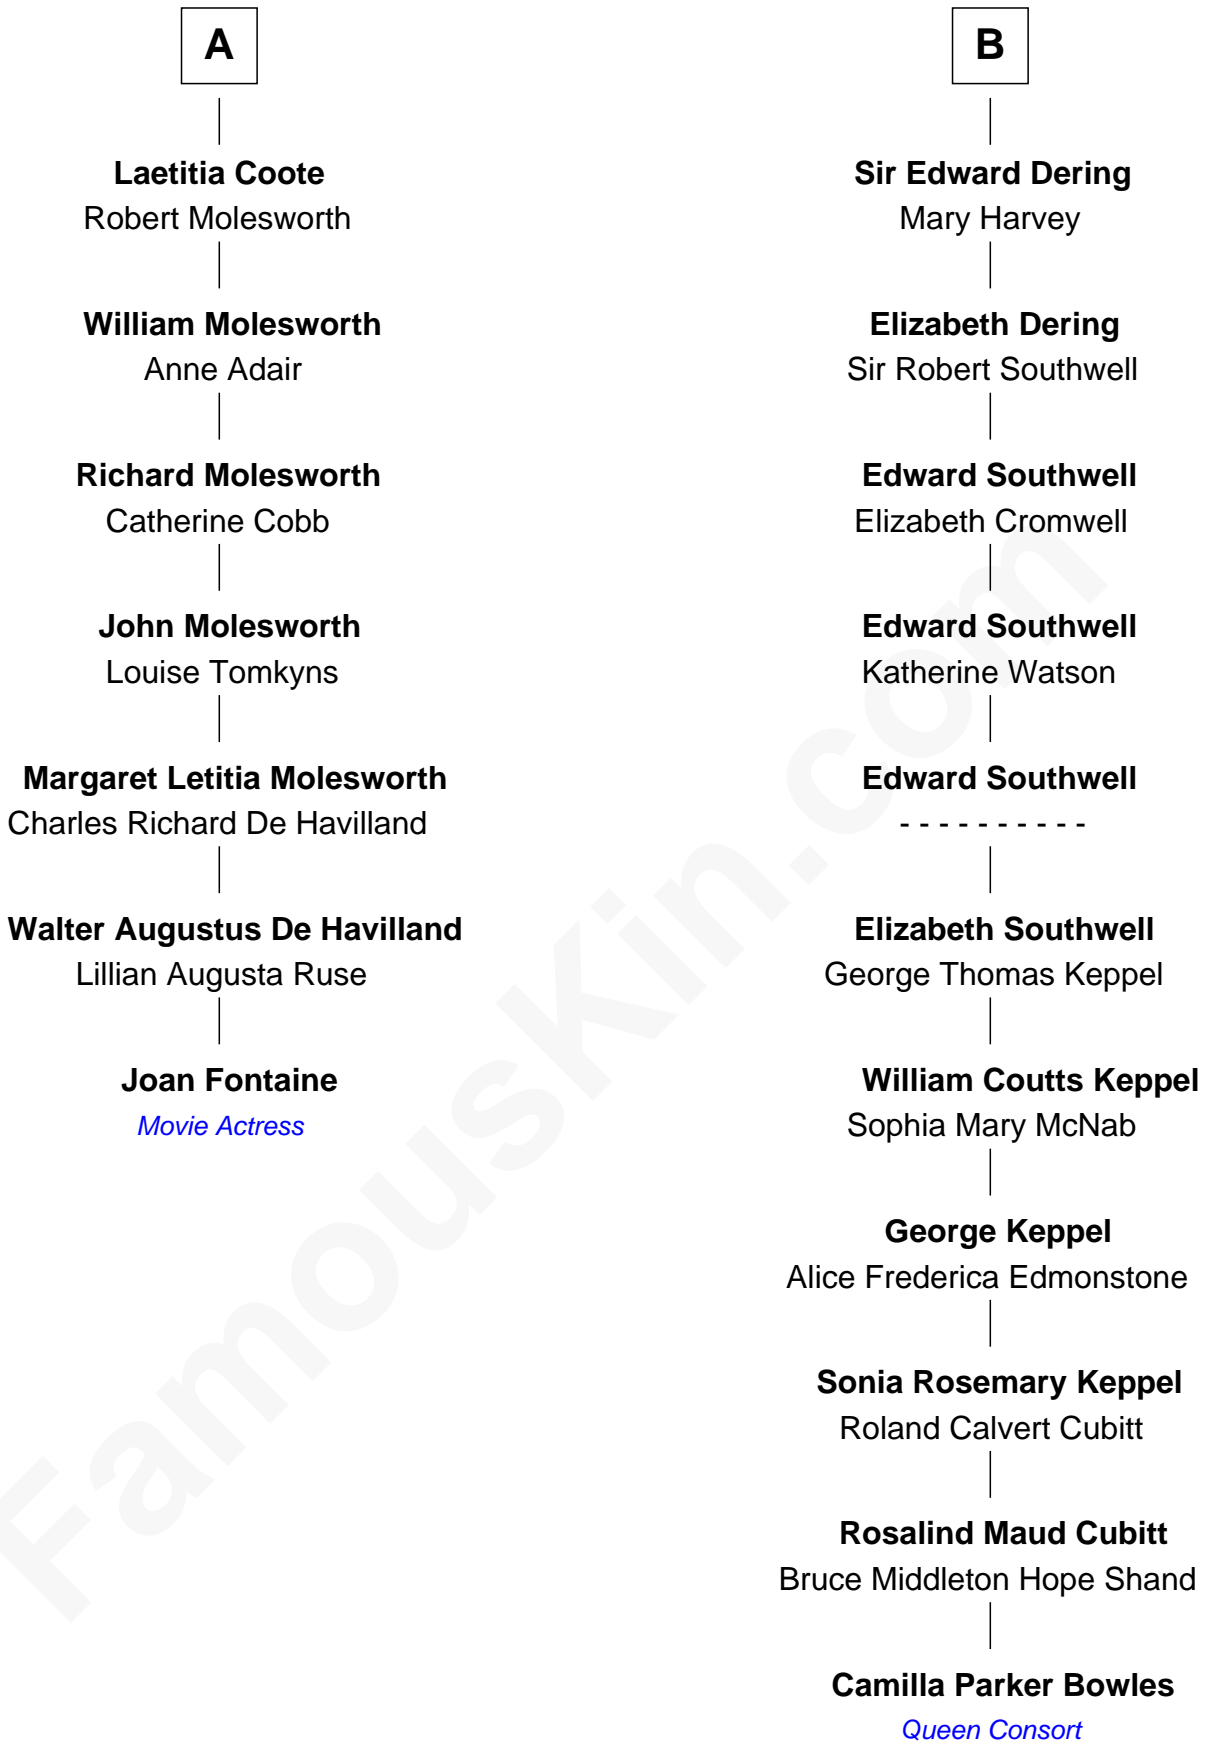 A
Laetitia Coote
Robert Molesworth
William Molesworth
Anne Adair
Richard Molesworth
Catherine Cobb
John Molesworth
Louise Tomkyns
Margaret Letitia Molesworth
Charles Richard De Havilland
Walter Augustus De Havilland
Lillian Augusta Ruse
Joan Fontaine
Movie Actress
B
Sir Edward Dering
Mary Harvey
Elizabeth Dering
Sir Robert Southwell
Edward Southwell
Elizabeth Cromwell
Edward Southwell
Katherine Watson
Edward Southwell
- - - - - - - - - -
Elizabeth Southwell
George Thomas Keppel
William Coutts Keppel
Sophia Mary McNab
George Keppel
Alice Frederica Edmonstone
Sonia Rosemary Keppel
Roland Calvert Cubitt
Rosalind Maud Cubitt
Bruce Middleton Hope Shand
Camilla Parker Bowles
Queen Consort
FamousKin.com